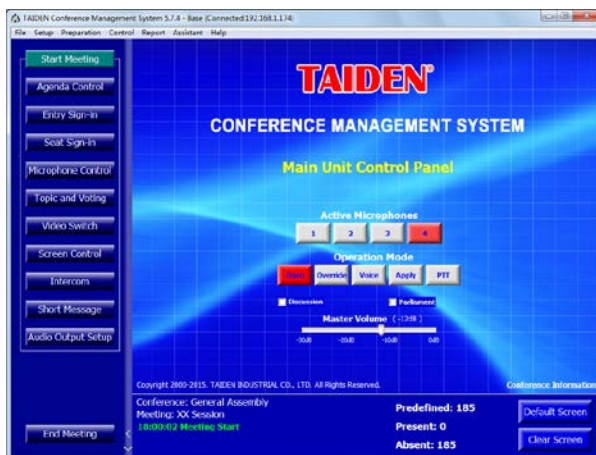 TAIDEN Conference Management System 5.7.4 - Base (Connected:192.168.1.174)
File Setup Preparation Control Report Assistant Help
Start Meeting
Agenda Control
Entry Sign-in
Seat Sign-in
Microphone Control
Topic and Voting
Video Switch
Screen Control
Intercom
Short Message
Audio Output Setup
End Meeting
TAIDEN®
CONFERENCE MANAGEMENT SYSTEM
Main Unit Control Panel
Active Microphones
1 2 3 4
Operation Mode
Open Override Voice Apply PTT
Discussion Parliament
Master Volume (-12dB)
-30dB -20dB -10dB 0dB
Copyright 2000-2015. TAIDEN INDUSTRIAL CO., LTD. All Rights Reserved.
Conference Information
Conference: General Assembly
Meeting: XX Session
18:00:02 Meeting Start
Predefined: 185
Present: 0
Absent: 185
Default Screen
Clear Screen